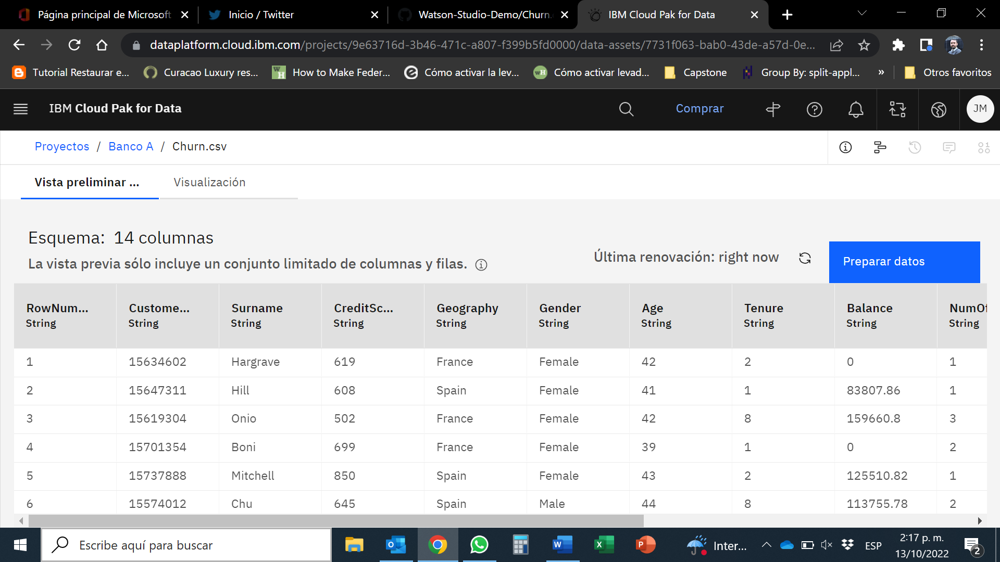 Página principal de Microsoft
Inicio / Twitter
Watson-Studio-Demo/Churn.
IBM Cloud Pak for Data
dataplatform.cloud.ibm.com/projects/9e63716d-3b46-471c-a807-f399b5fd0000/data-assets/7731f063-bab0-43de-a57d-0e...
Tutorial Restaurar e...
Curacao Luxury res...
How to Make Feder...
Cómo activar la lev...
Cómo activar levad...
Capstone
Group By: split-appl...
»
Otros favoritos
IBM Cloud Pak for Data
Comprar
JM
Proyectos / Banco A / Churn.csv
Vista preliminar ...
Visualización
Esquema: 14 columnas
La vista previa sólo incluye un conjunto limitado de columnas y filas.
Última renovación: right now
Preparar datos
RowNum... Custome... Surname CreditSc... Geography Gender Age Tenure Balance NumOf
String String String String String String String String String String
1 15634602 Hargrave 619 France Female 42 2 0 1
2 15647311 Hill 608 Spain Female 41 1 83807.86 1
3 15619304 Onio 502 France Female 42 8 159660.8 3
4 15701354 Boni 699 France Female 39 1 0 2
5 15737888 Mitchell 850 Spain Female 43 2 125510.82 1
6 15574012 Chu 645 Spain Male 44 8 113755.78 2
Escribe aquí para buscar
Inter...
ESP
2:17 p. m.
13/10/2022
2